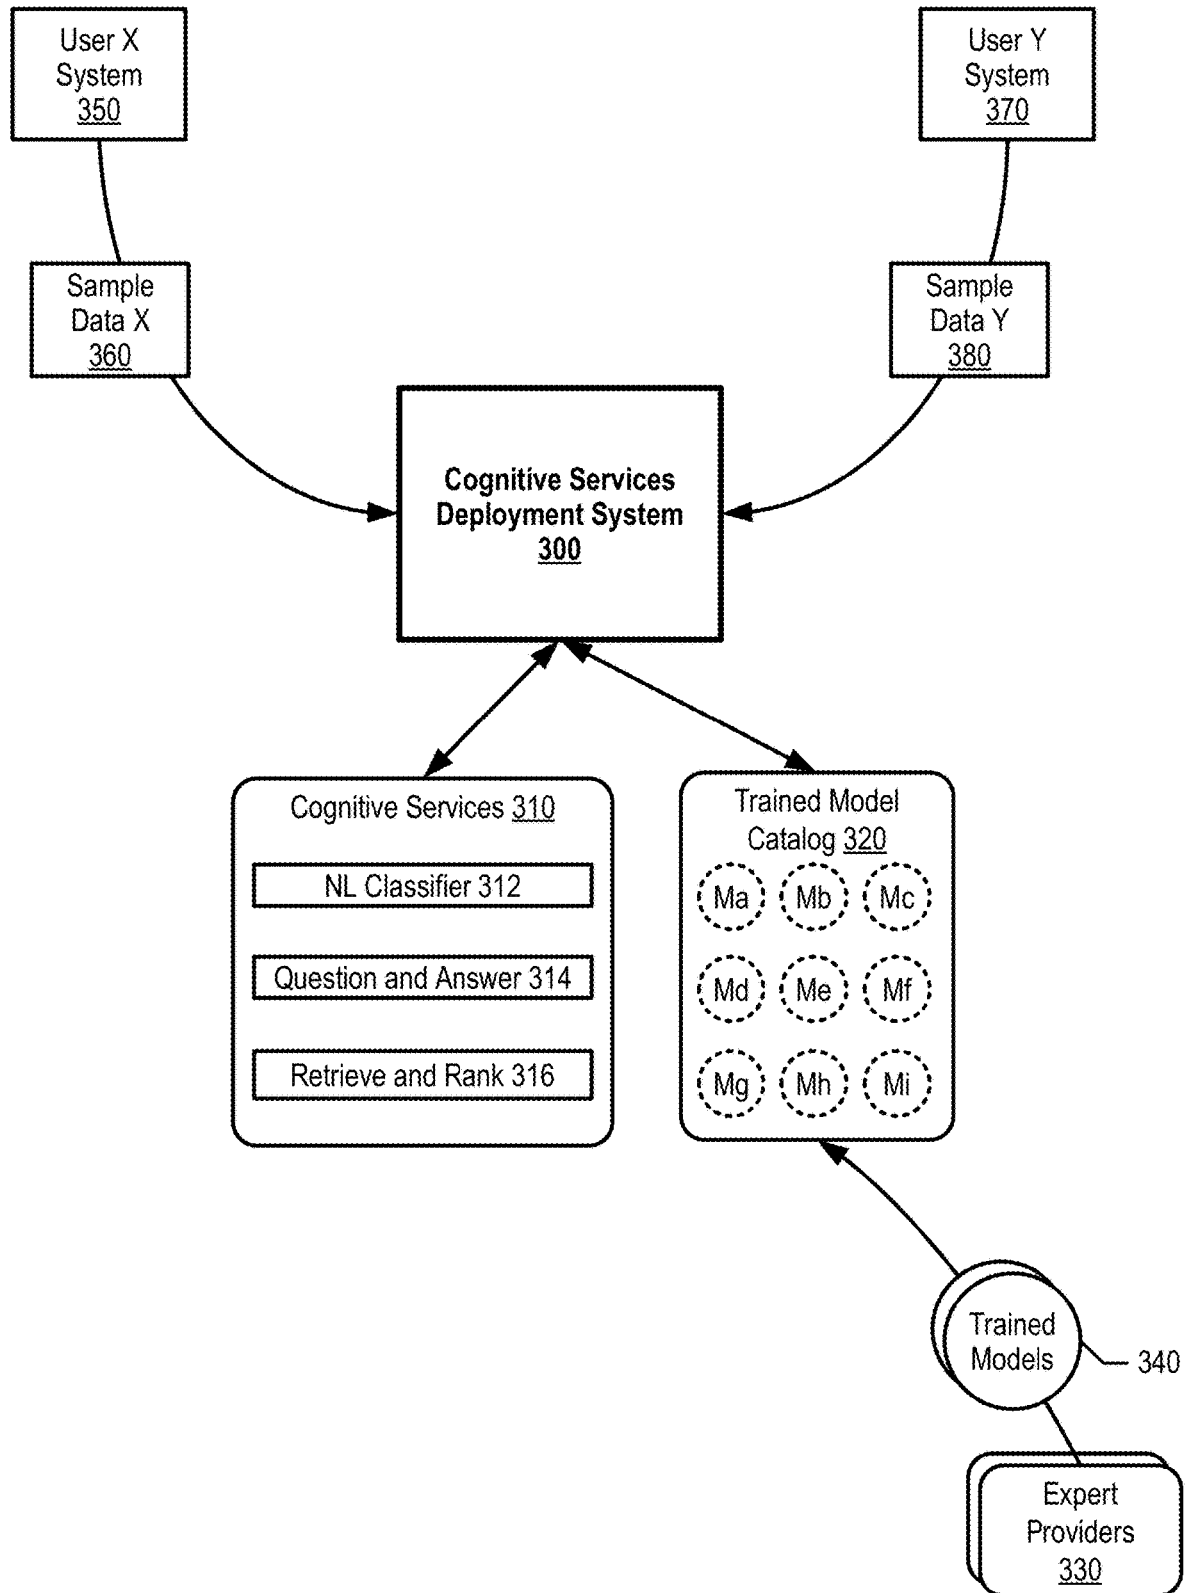 User X
System
350
User Y
System
370
Sample
Data X
360
Sample
Data Y
380
Cognitive Services
Deployment System
300
Cognitive Services 310
NL Classifier 312
Question and Answer 314
Retrieve and Rank 316
Trained Model
Catalog 320
Ma Mb Mc
Md Me Mf
Mg Mh Mi
Trained
Models
340
Expert
Providers
330